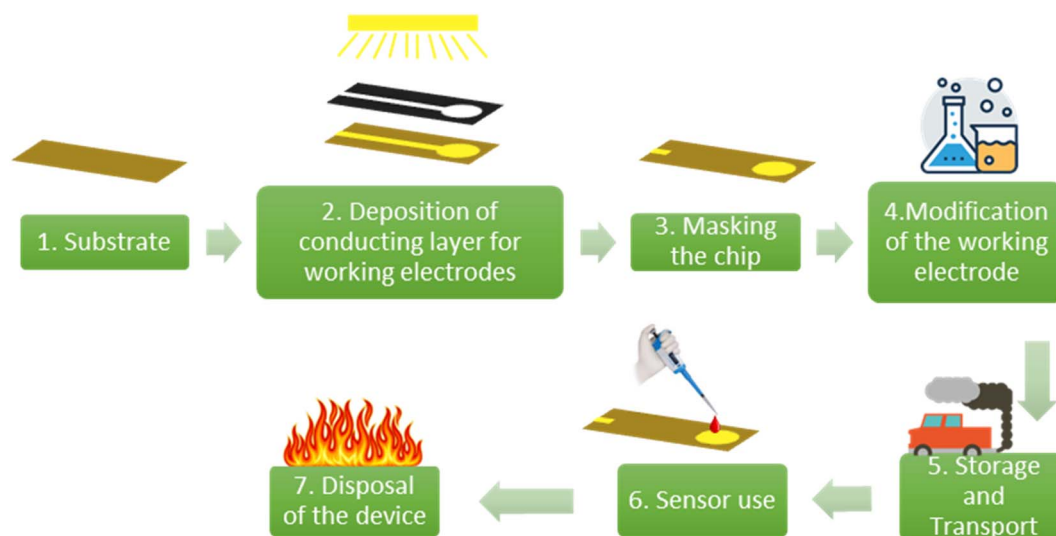 1. Substrate
2. Deposition of
conducting layer for
working electrodes
3. Masking
the chip
4.Modification
of the working
electrode
5. Storage
and
Transport
6. Sensor use
7. Disposal
of the device